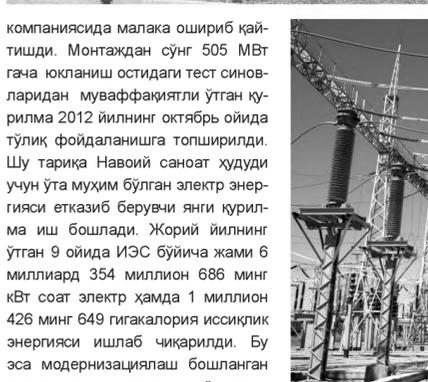 компаниясида малака ошириб қай-
тишди. Монтаждан сўнг 505 МВт
гача юкланиш остидаги тест синов-
ларидан муваффақиятли ўтган қу-
рилма 2012 йилнинг октябрь ойида
тўлиқ фойдаланишга топширилди.
Шу тариқа Навоий саноат ҳудуди
учун ўта муҳим бўлган электр энер-
гияси етказиб берувчи янги қурил-
ма иш бошлади. Жорий йилнинг
ўтган 9 ойида ИЭС бўйича жами 6
миллиард 354 миллион 686 минг
кВт соат электр ҳамда 1 миллион
426 минг 649 гигакалория иссиқлик
энергияси ишлаб чиқарилди. Бу
эса модернизациялаш бошланган